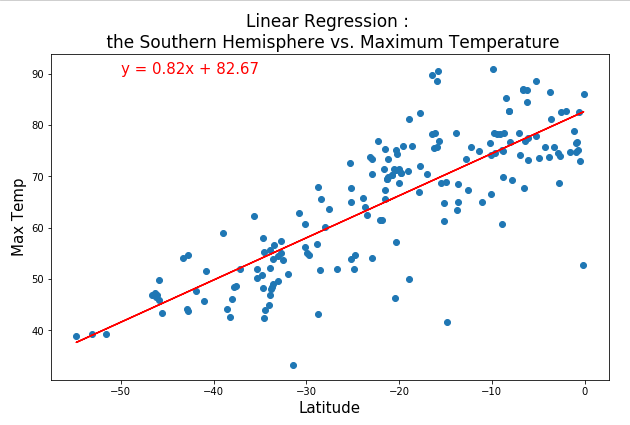 Linear Regression :
the Southern Hemisphere vs. Maximum Temperature
y = 0.82x + 82.67
90
80
70
60
50
40
Max Temp
−50
−40
−30
−20
−10
0
Latitude